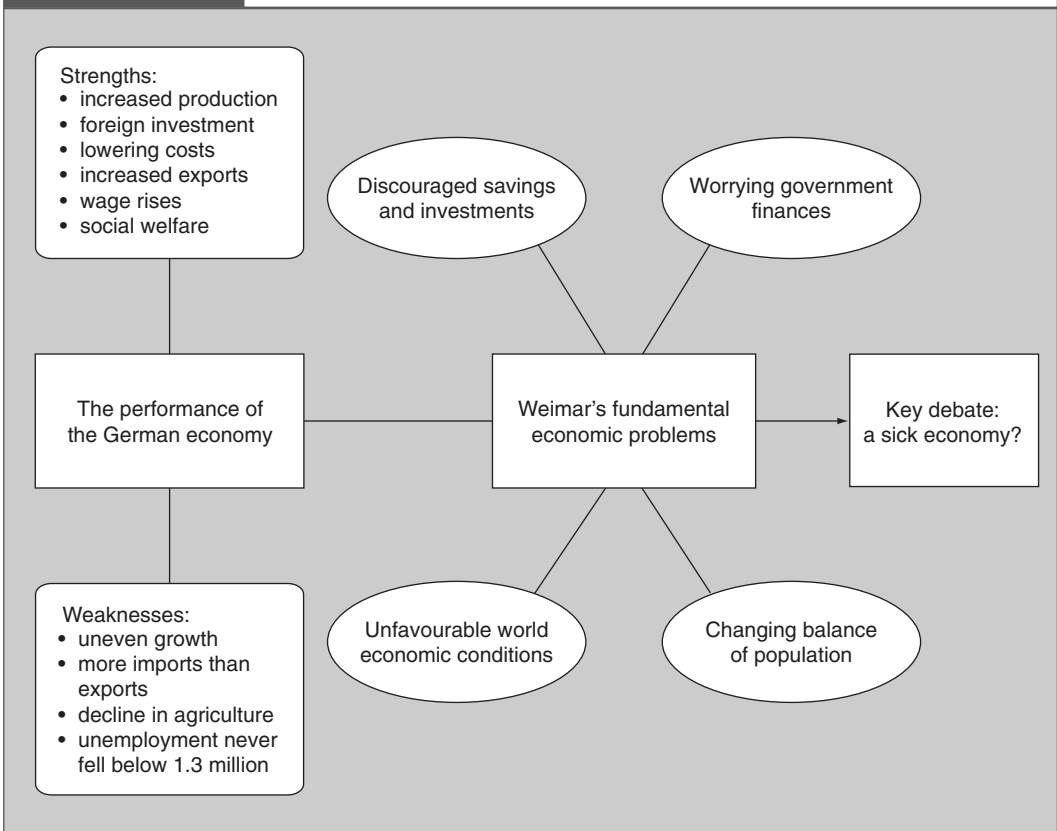 Strengths:
• increased production
• foreign investment
• lowering costs
• increased exports
• wage rises
• social welfare
Discouraged savings
and investments
Worrying government
finances
The performance of
the German economy
Weimar's fundamental
economic problems
Key debate:
a sick economy?
Weaknesses:
• uneven growth
• more imports than
exports
• decline in agriculture
• unemployment never
fell below 1.3 million
Unfavourable world
economic conditions
Changing balance
of population